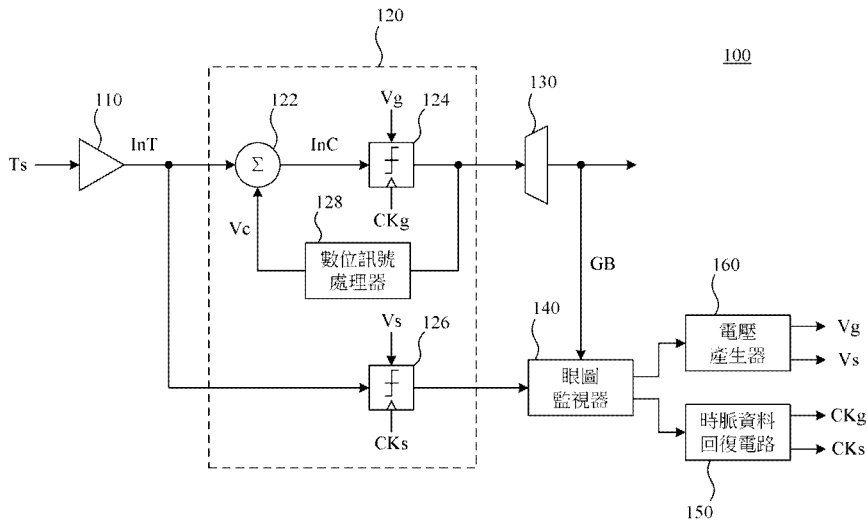 120
100
110
122
Vg
124
130
InT
InC
Ts
Σ
CKg
Vc
128
數位訊號
處理器
GB
160
Vs
126
140
電壓
產生器
Vg
Vs
眼圖
監視器
CKs
時脈資料
回復電路
CKg
CKs
150